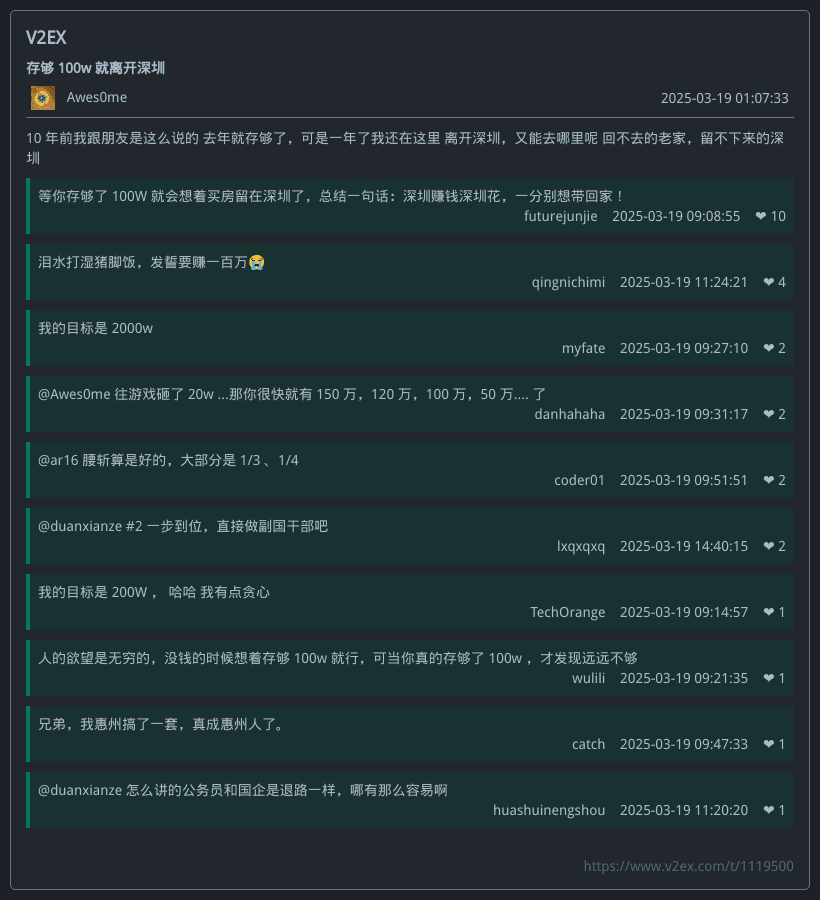 V2EX
存够 100w 就离开深圳
Awes0me
2025-03-19 01:07:33
10 年前我跟朋友是这么说的 去年就存够了，可是一年了我还在这里 离开深圳，又能去哪里呢 回不去的老家，留不下来的深
圳
等你存够了 100W 就会想着买房留在深圳了，总结一句话：深圳赚钱深圳花，一分别想带回家！
futurejunjie 2025-03-19 09:08:55 ❤ 10
泪水打湿猪脚饭，发誓要赚一百万😭
qingnichimi 2025-03-19 11:24:21 ❤ 4
我的目标是 2000w
myfate 2025-03-19 09:27:10 ❤ 2
@Awes0me 往游戏砸了 20w ...那你很快就有 150 万，120 万，100 万，50 万.... 了
danhahaha 2025-03-19 09:31:17 ❤ 2
@ar16 腰斩算是好的，大部分是 1/3 、1/4
coder01 2025-03-19 09:51:51 ❤ 2
@duanxianze #2 一步到位，直接做副国干部吧
lxqxqxq 2025-03-19 14:40:15 ❤ 2
我的目标是 200W ， 哈哈 我有点贪心
TechOrange 2025-03-19 09:14:57 ❤ 1
人的欲望是无穷的，没钱的时候想着存够 100w 就行，可当你真的存够了 100w ，才发现远远不够
wulili 2025-03-19 09:21:35 ❤ 1
兄弟，我惠州搞了一套，真成惠州人了。
catch 2025-03-19 09:47:33 ❤ 1
@duanxianze 怎么讲的公务员和国企是退路一样，哪有那么容易啊
huashuinengshou 2025-03-19 11:20:20 ❤ 1
https://www.v2ex.com/t/1119500